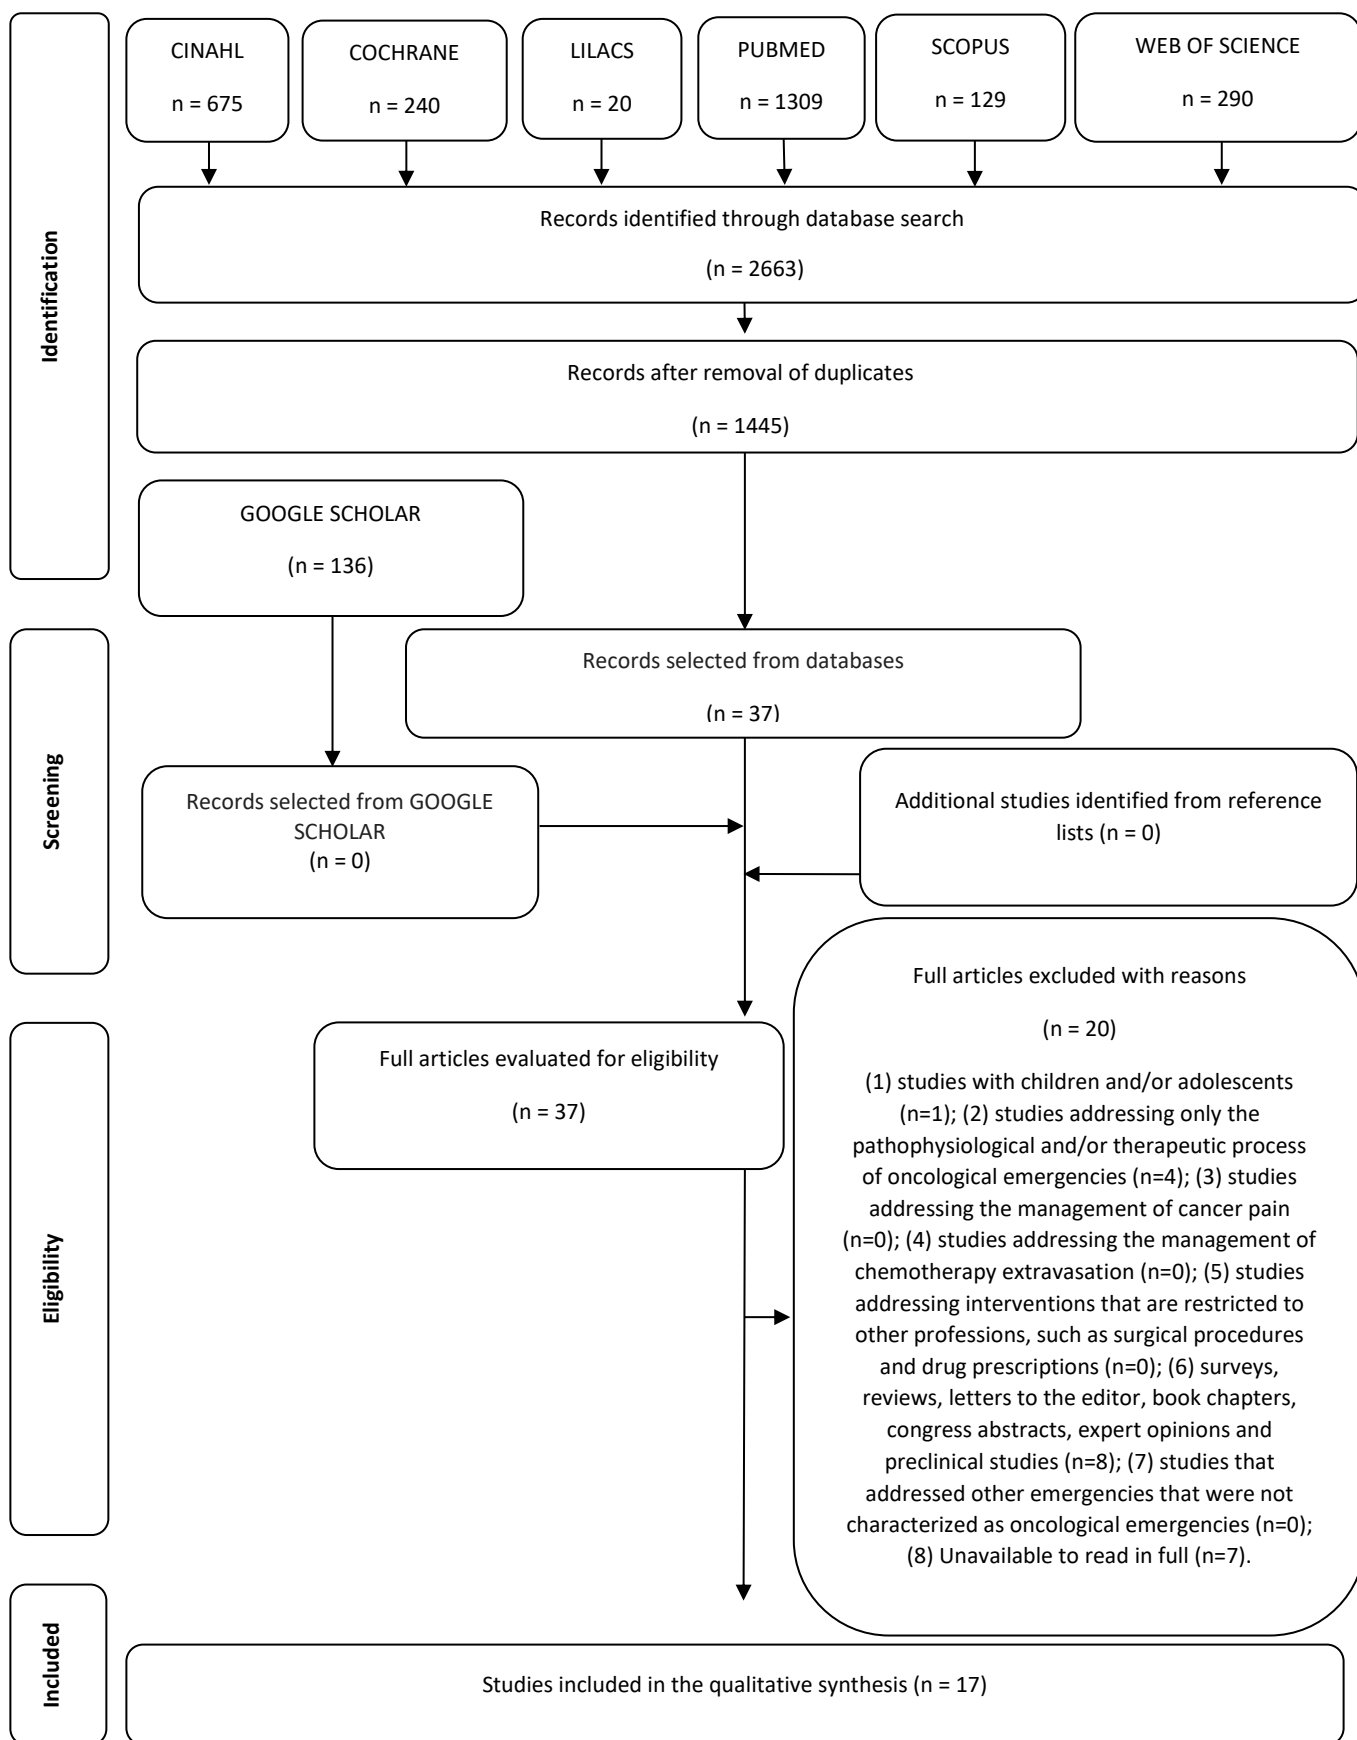 Identification
CINAHL
n = 675
COCHRANE
n = 240
LILACS
n = 20
PUBMED
n = 1309
SCOPUS
n = 129
WEB OF SCIENCE
n = 290
Records identified through database search
(n = 2663)
Records after removal of duplicates
(n = 1445)
GOOGLE SCHOLAR
(n = 136)
Screening
Records selected from databases
(n = 37)
Records selected from GOOGLE
SCHOLAR
(n = 0)
Additional studies identified from reference
lists (n = 0)
Eligibility
Full articles evaluated for eligibility
(n = 37)
Full articles excluded with reasons
(n = 20)
(1) studies with children and/or adolescents
(n=1); (2) studies addressing only the
pathophysiological and/or therapeutic process
of oncological emergencies (n=4); (3) studies
addressing the management of cancer pain
(n=0); (4) studies addressing the management of
chemotherapy extravasation (n=0); (5) studies
addressing interventions that are restricted to
other professions, such as surgical procedures
and drug prescriptions (n=0); (6) surveys,
reviews, letters to the editor, book chapters,
congress abstracts, expert opinions and
preclinical studies (n=8); (7) studies that
addressed other emergencies that were not
characterized as oncological emergencies (n=0);
(8) Unavailable to read in full (n=7).
Included
Studies included in the qualitative synthesis (n = 17)